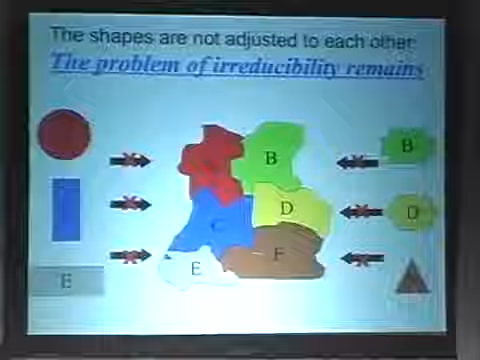 The shapes are not adjusted to each other
The problem of irreducibility remains
B
B
D
D
C
E
F
E